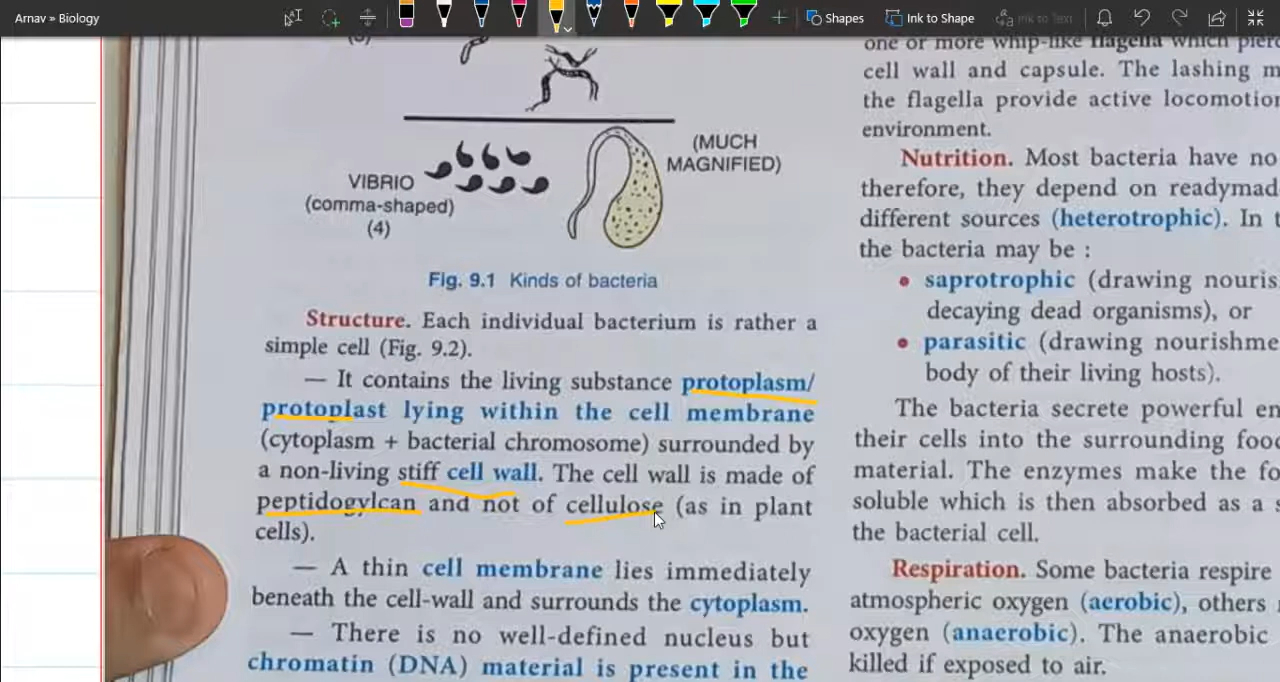 Arnav » Biology
Shapes
Ink to Shape
Ink to Text
VIBRIO
(comma-shaped)
(4)
(MUCH
MAGNIFIED)
Fig. 9.1 Kinds of bacteria
Structure. Each individual bacterium is rather a
simple cell (Fig. 9.2).
— It contains the living substance protoplasm/
protoplast lying within the cell membrane
(cytoplasm + bacterial chromosome) surrounded by
a non-living stiff cell wall. The cell wall is made of
peptidogylcan and not of cellulose (as in plant
cells).
— A thin cell membrane lies immediately
beneath the cell-wall and surrounds the cytoplasm.
— There is no well-defined nucleus but
chromatin (DNA) material is present in the
one or more whip-like flagella which
cell wall and capsule. The lashing
the flagella provide active
environment.
Nutrition. Most bacteria have no
therefore, they depend on
different sources (heterotrophic). In
the bacteria may be :
• saprotrophic (drawing
decaying dead organisms), or
• parasitic (drawing
body of their living hosts).
The bacteria secrete powerful
their cells into the surrounding
material. The enzymes make the
soluble which is then absorbed as a
the bacterial cell.
Respiration. Some bacteria respire
atmospheric oxygen (aerobic), others
oxygen (anaerobic). The anaerobic
killed if exposed to air.